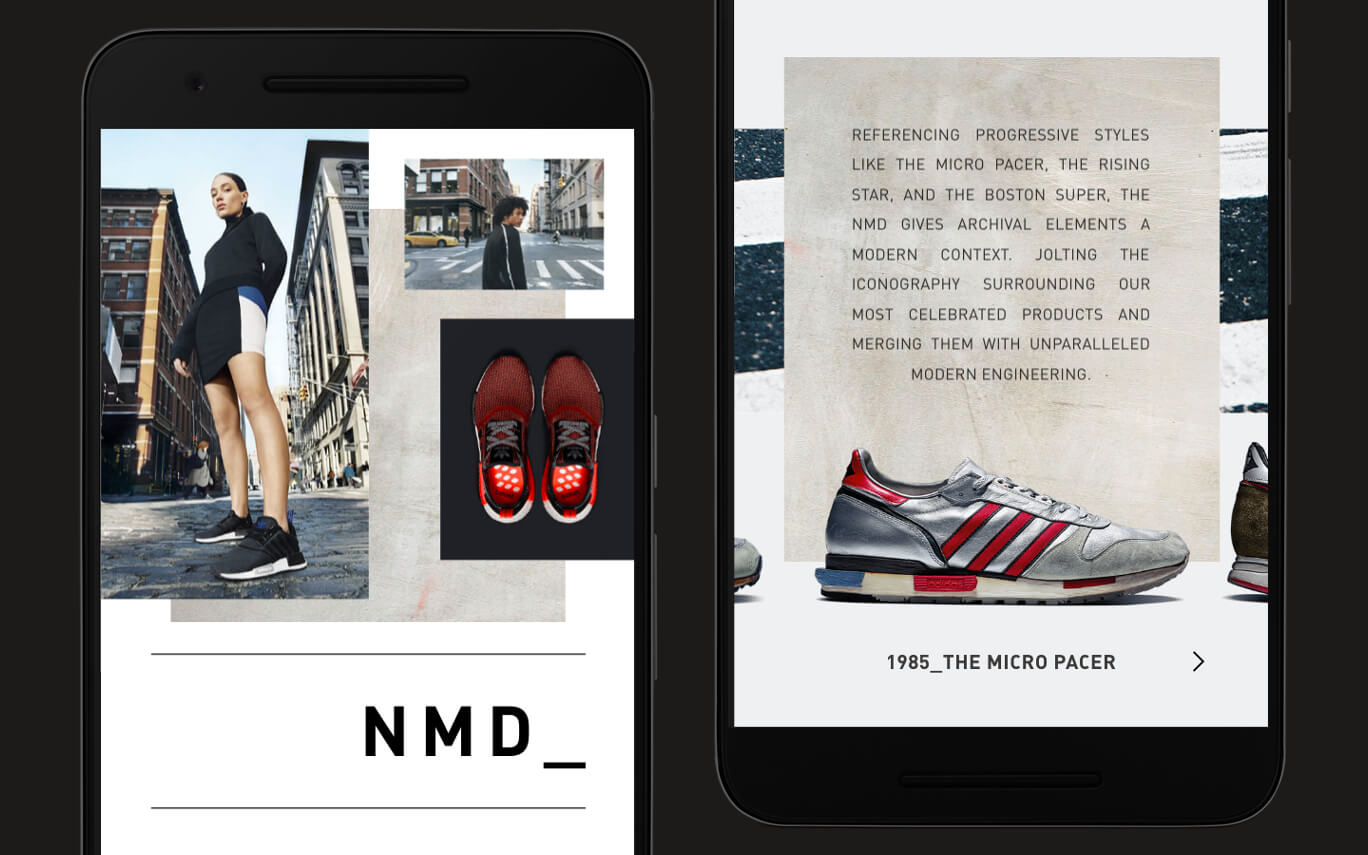 NMD_
REFERENCING PROGRESSIVE STYLES
LIKE THE MICRO PACER, THE RISING
STAR, AND THE BOSTON SUPER, THE
NMD GIVES ARCHIVAL ELEMENTS A
MODERN CONTEXT. JOLTING THE
ICONOGRAPHY SURROUNDING OUR
MOST CELEBRATED PRODUCTS AND
MERGING THEM WITH UNPARALLELED
MODERN ENGINEERING.
adidas
1985_THE MICRO PACER